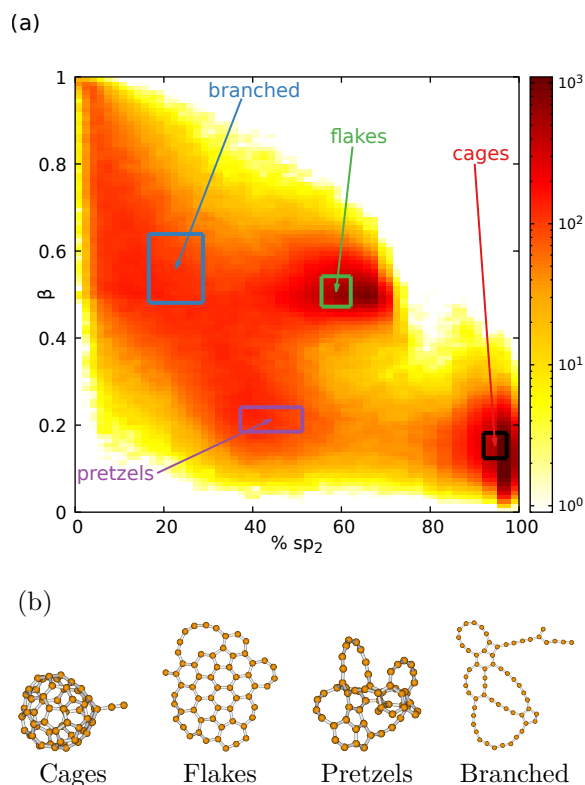 (a)
branched
flakes
cages
pretzels
1
0.8
0.6
0.4
0.2
0
β
0 20 40 60 80 100
% sp₂
10³
10²
10¹
10⁰
(b)
Cages Flakes Pretzels Branched